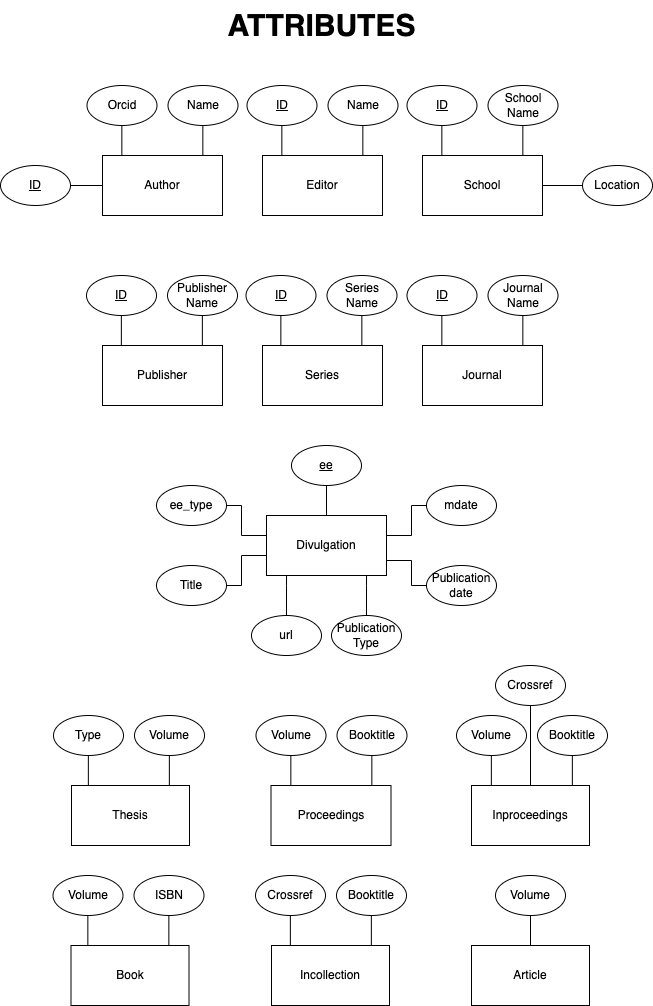 ATTRIBUTES
Orcid
Name
ID
Name
ID
School
Name
ID
Author
Editor
School
Location
ID
Publisher
Name
ID
Series
Name
ID
Journal
Name
Publisher
Series
Journal
ee
ee_type
mdate
Divulgation
Title
Publication
date
url
Publication
Type
Crossref
Type
Volume
Volume
Booktitle
Volume
Booktitle
Thesis
Proceedings
Inproceedings
Volume
ISBN
Crossref
Booktitle
Volume
Book
Incollection
Article